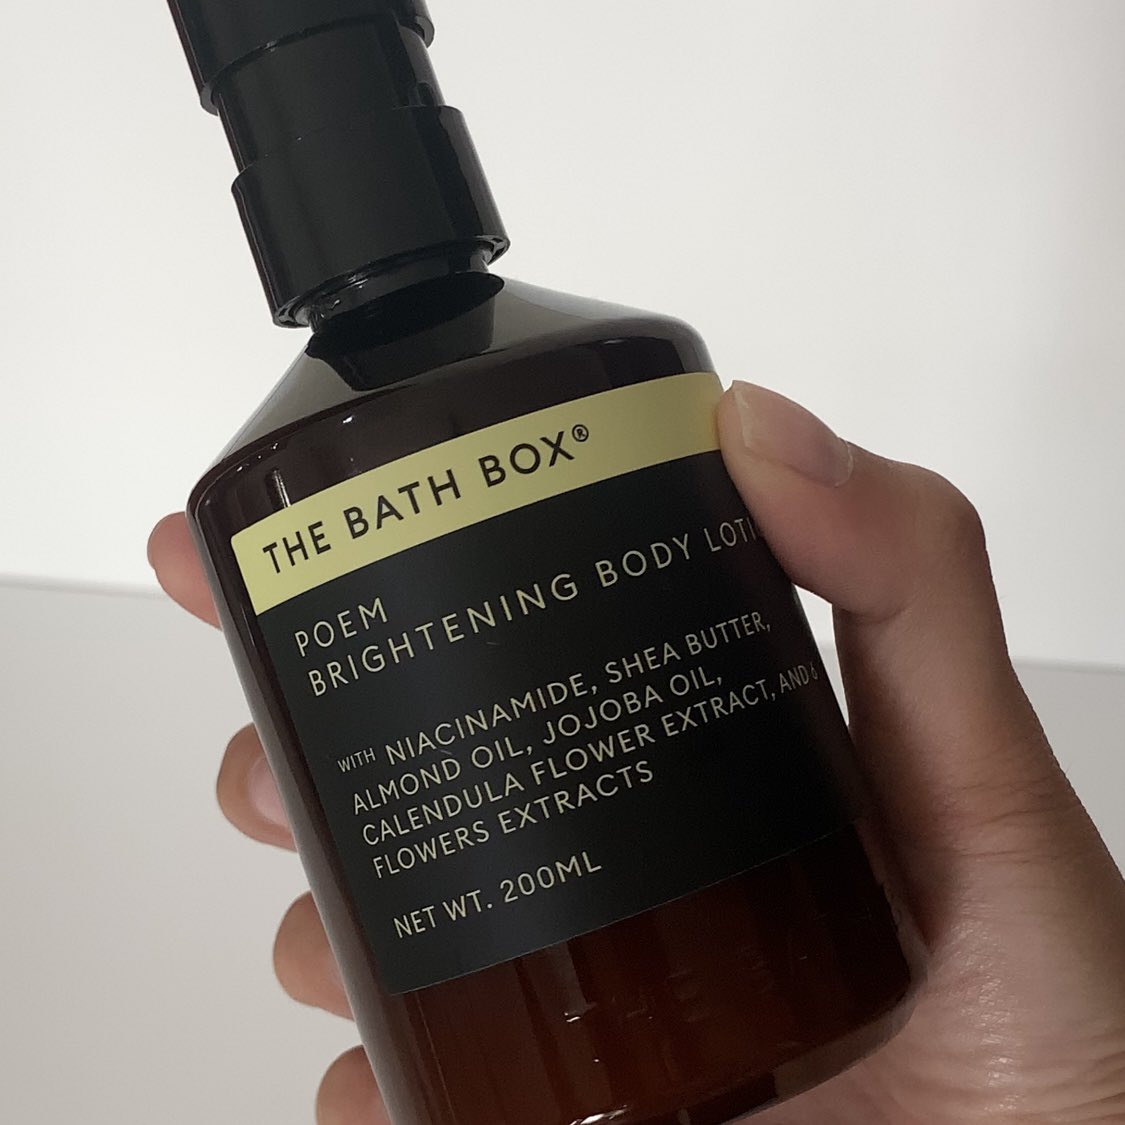 THE BATH BOX®
POEM
BRIGHTENING BODY
WITH NIACINAMIDE, SHEA BUTTER,
ALMOND OIL, JOJOBA OIL,
CALENDULA FLOWER EXTRACT, AND 6
FLOWERS EXTRACTS
NET WT. 200ML